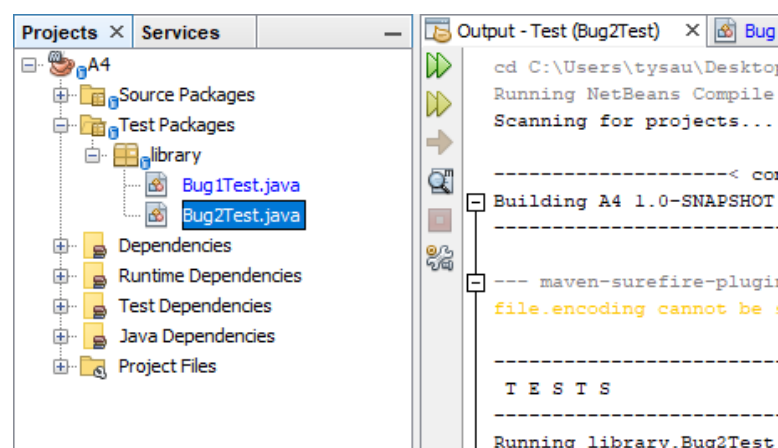 Projects
Services
A4
Source Packages
Test Packages
library
Bug1Test.java
Bug2Test.java
Dependencies
Runtime Dependencies
Test Dependencies
Java Dependencies
Project Files
Output - Test (Bug2Test)
Bug
cd C:\Users\tysau\Desktop
Running NetBeans Compile
Scanning for projects...
--------------------< com
Building A4 1.0-SNAPSHOT
--- maven-surefire-plugin
file.encoding cannot be s
T E S T S
Running library.Bug2Test